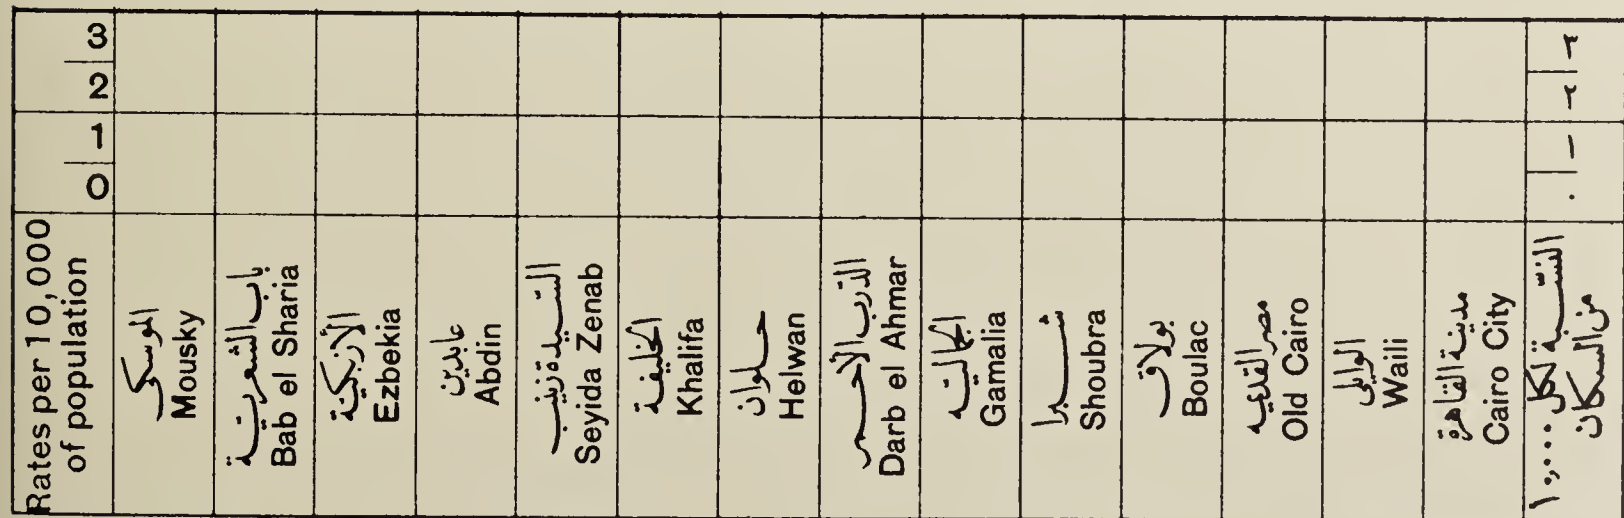 3
2
1
0
Rates per 10,000
of population
الموسكى
Mousky
باب الشعرية
Bab el Sharia
الأزبكية
Ezbekia
عابدين
Abdin
السيدة زينب
Seyida Zenab
الخليفة
Khalifa
حلوان
Helwan
الدرب الأحمر
Darb el Ahmar
الجماليه
Gamalia
شبرا
Shoubra
بولاق
Boulac
مصر القديمه
Old Cairo
الوايلى
Waili
مدينة القاهرة
Cairo City
٣
٢
١
٠
النسبة لكل ١٠,٠٠٠
من السكان